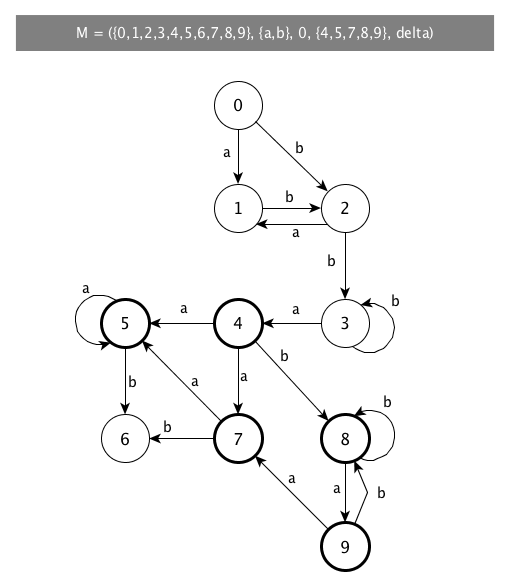 M = ({0,1,2,3,4,5,6,7,8,9}, {a,b}, 0, {4,5,7,8,9}, delta)
0
a b
1 b 2
a
b
a 5 a 4 a 3 b
b a a b
6 b 7 8 b
a a b
9